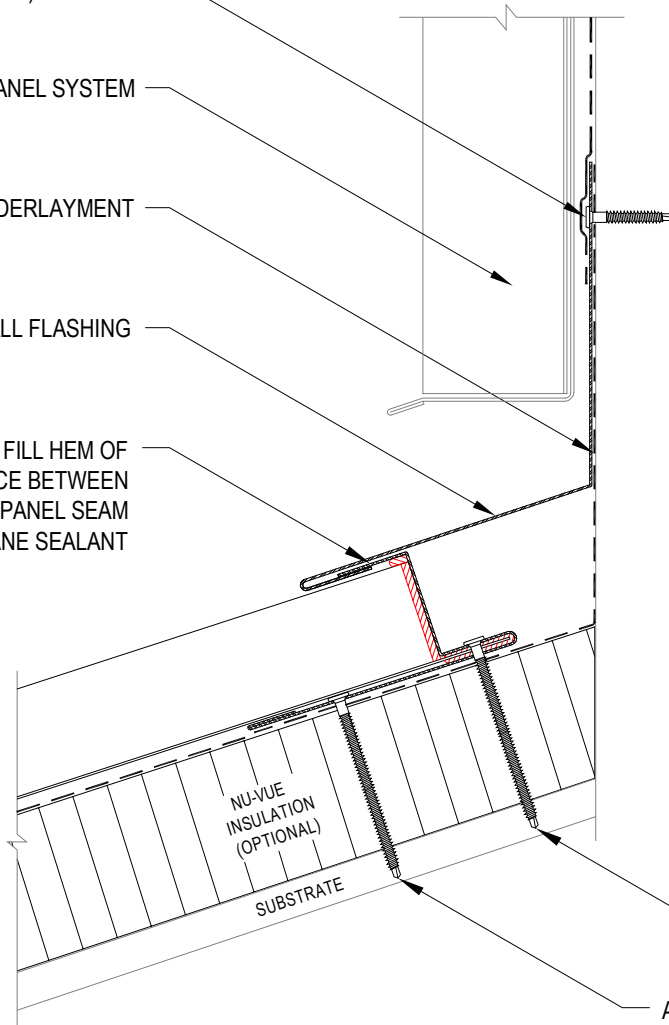 ANEL SYSTEM
DERLAYMENT
LL FLASHING
FILL HEM OF
CE BETWEEN
PANEL SEAM
ANE SEALANT
NU-VUE
INSULATION
(OPTIONAL)
SUBSTRATE
A